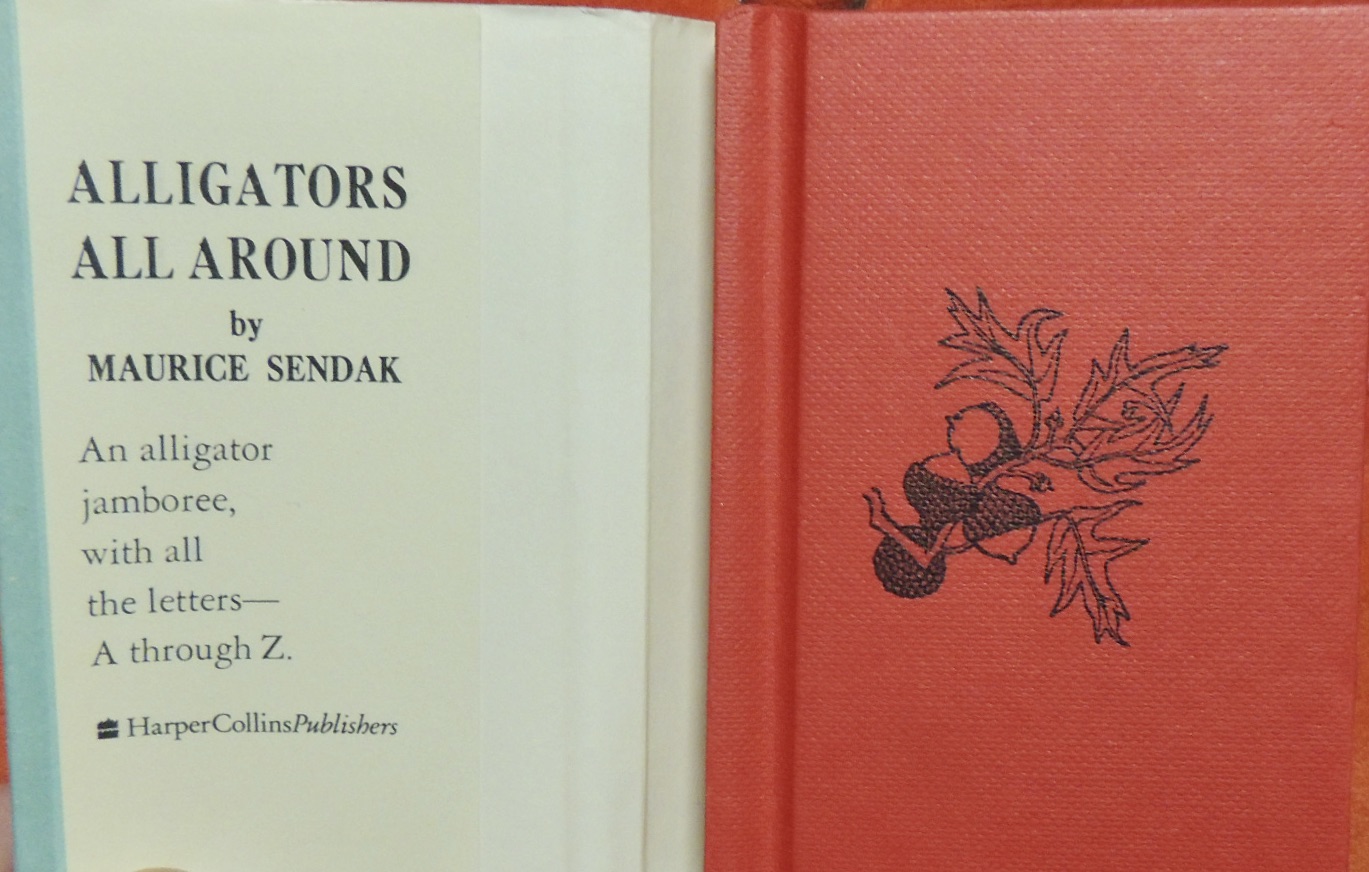 ALLIGATORS
ALL AROUND
by
MAURICE SENDAK
An alligator
jamboree,
with all
the letters—
A through Z.
HarperCollinsPublishers